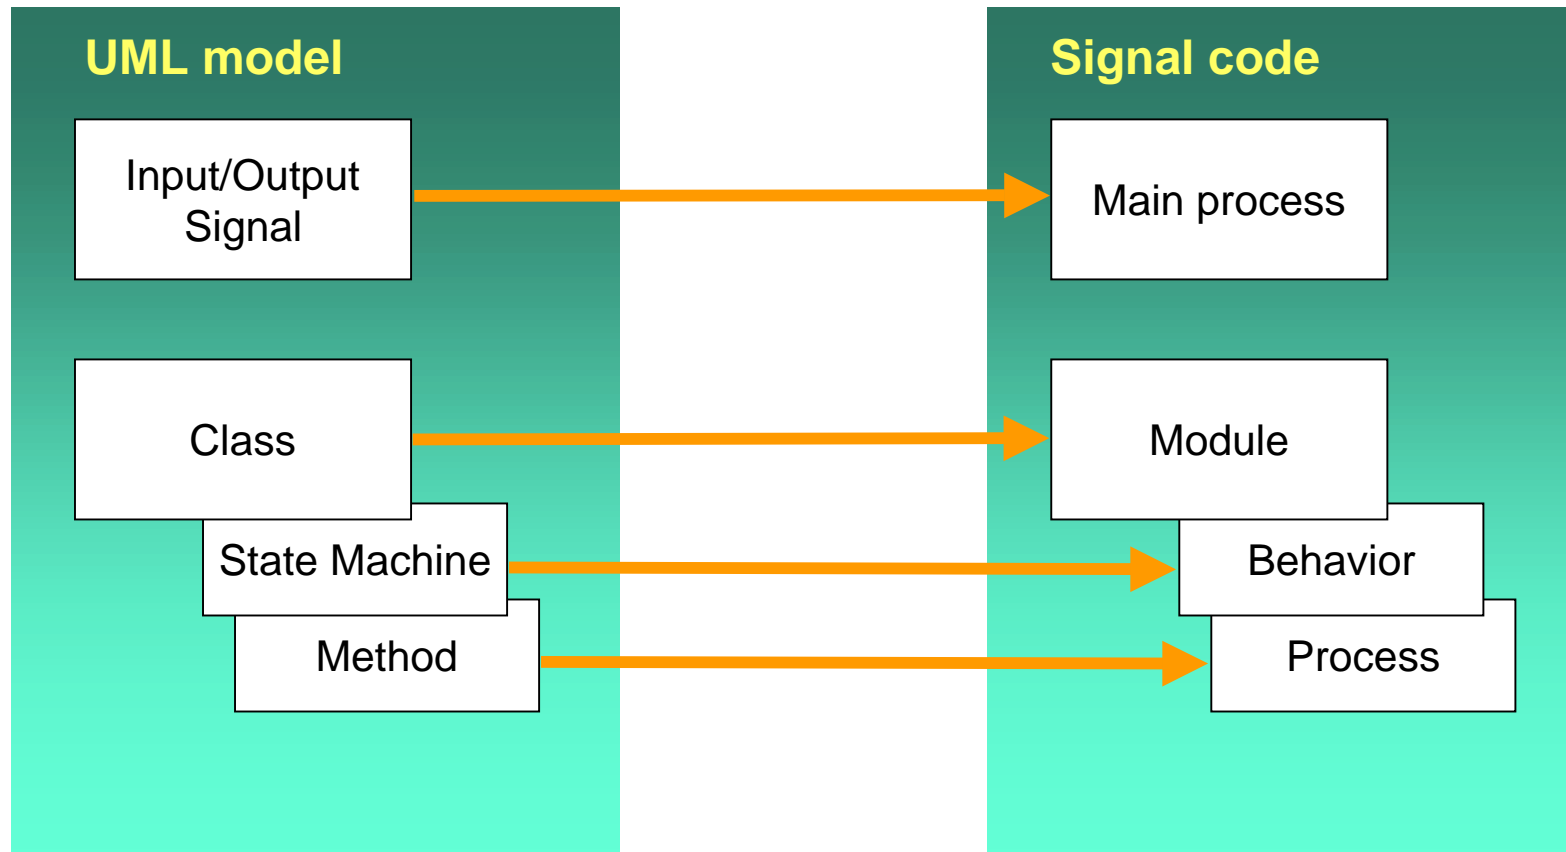 UML model
Input/Output
Signal
Class
State Machine
Method
Signal code
Main process
Module
Behavior
Process